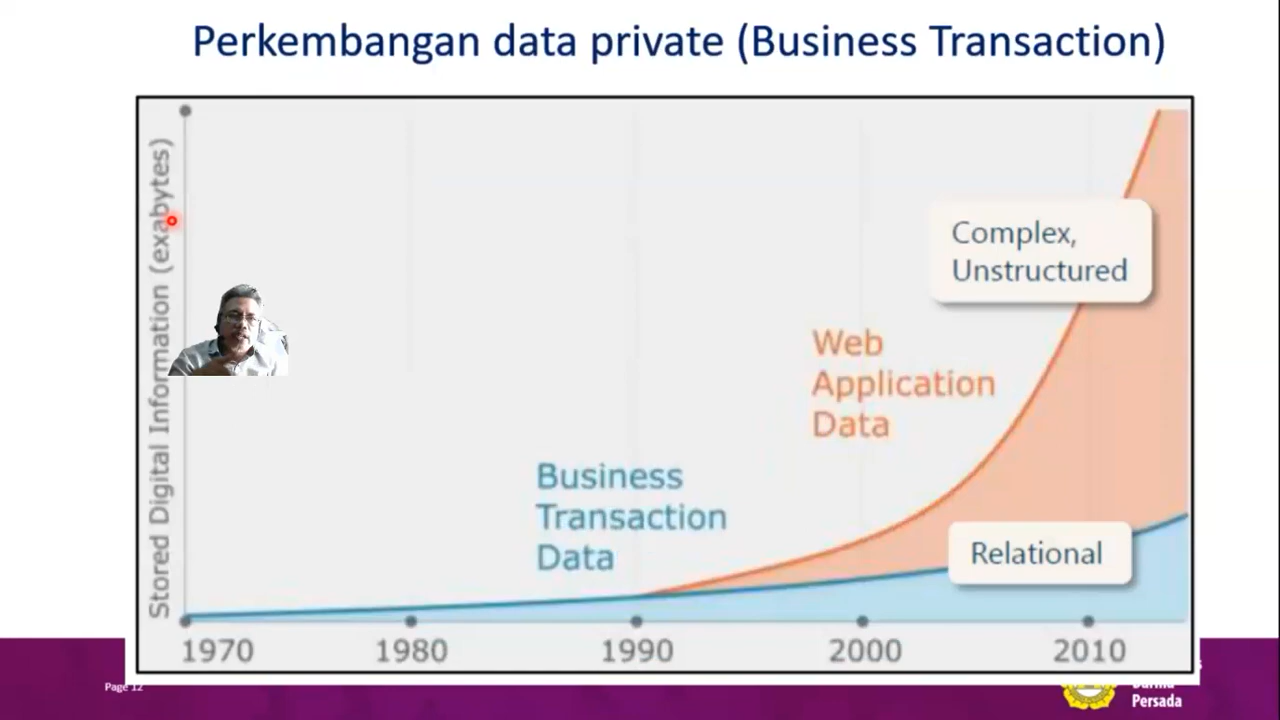 Perkembangan data private (Business Transaction)
Stored Digital Information (exabytes)
Complex,
Unstructured
Web
Application
Data
Business
Transaction
Data
Relational
1970
1980
1990
2000
2010
Page 12
Persada